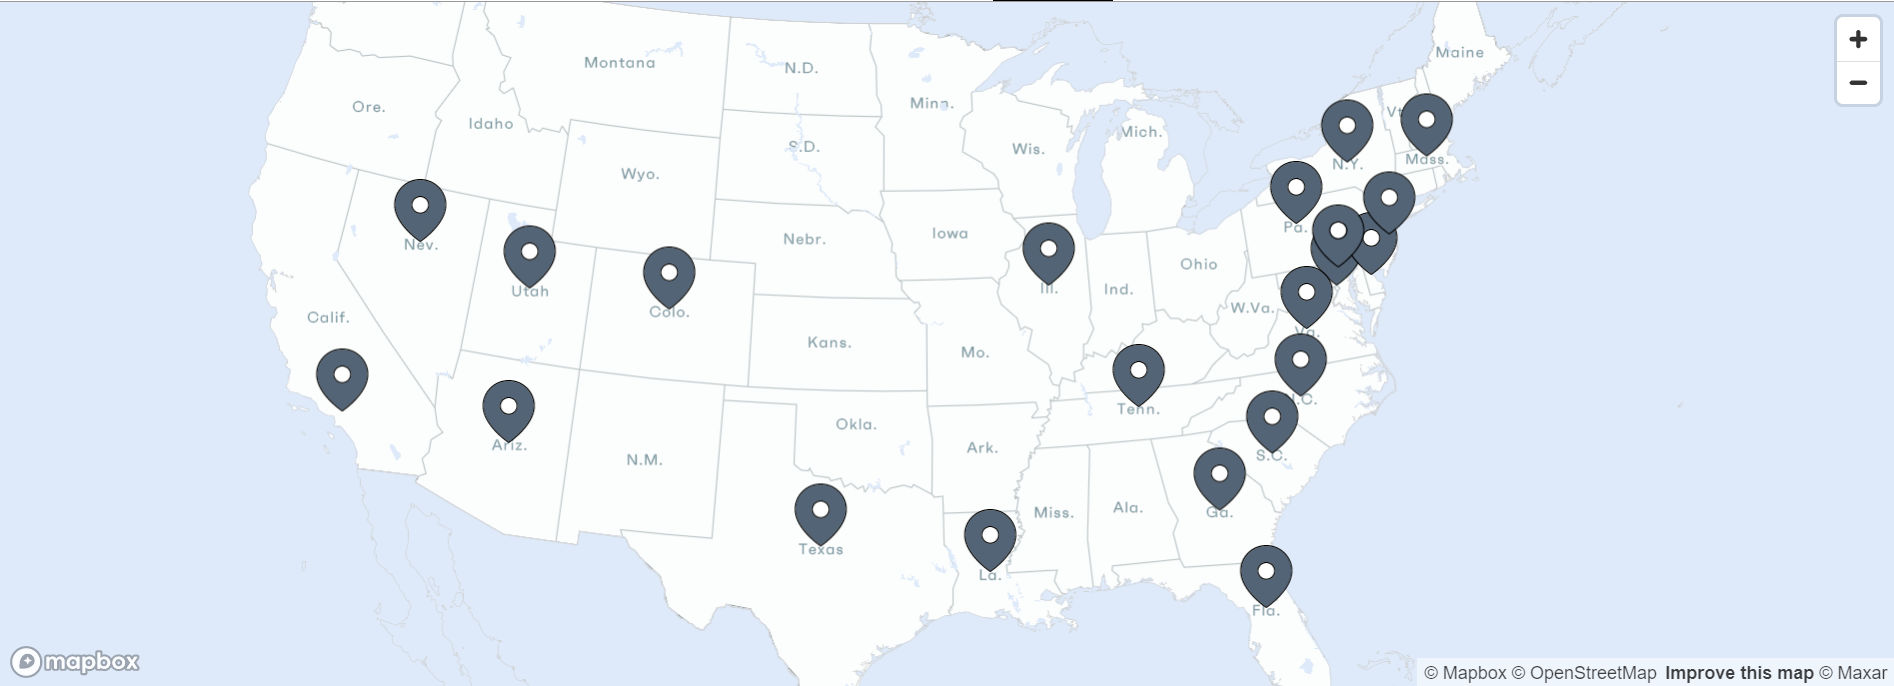 +
−
Maine
Montana
N.D.
Minn.
Ore.
Idaho
Vt.
Mich.
S.D.
Wis.
Mass.
N.Y.
Wyo.
Pa.
Iowa
Nebr.
Nev.
Ohio
Utah
Ill.
Ind.
Colo.
W.Va.
Calif.
Va.
Kans.
Mo.
N.C.
Tenn.
Okla.
Ariz.
Ark.
S.C.
N.M.
Miss.
Ala.
Ga.
Texas
La.
Fla.
mapbox
© Mapbox © OpenStreetMap Improve this map © Maxar